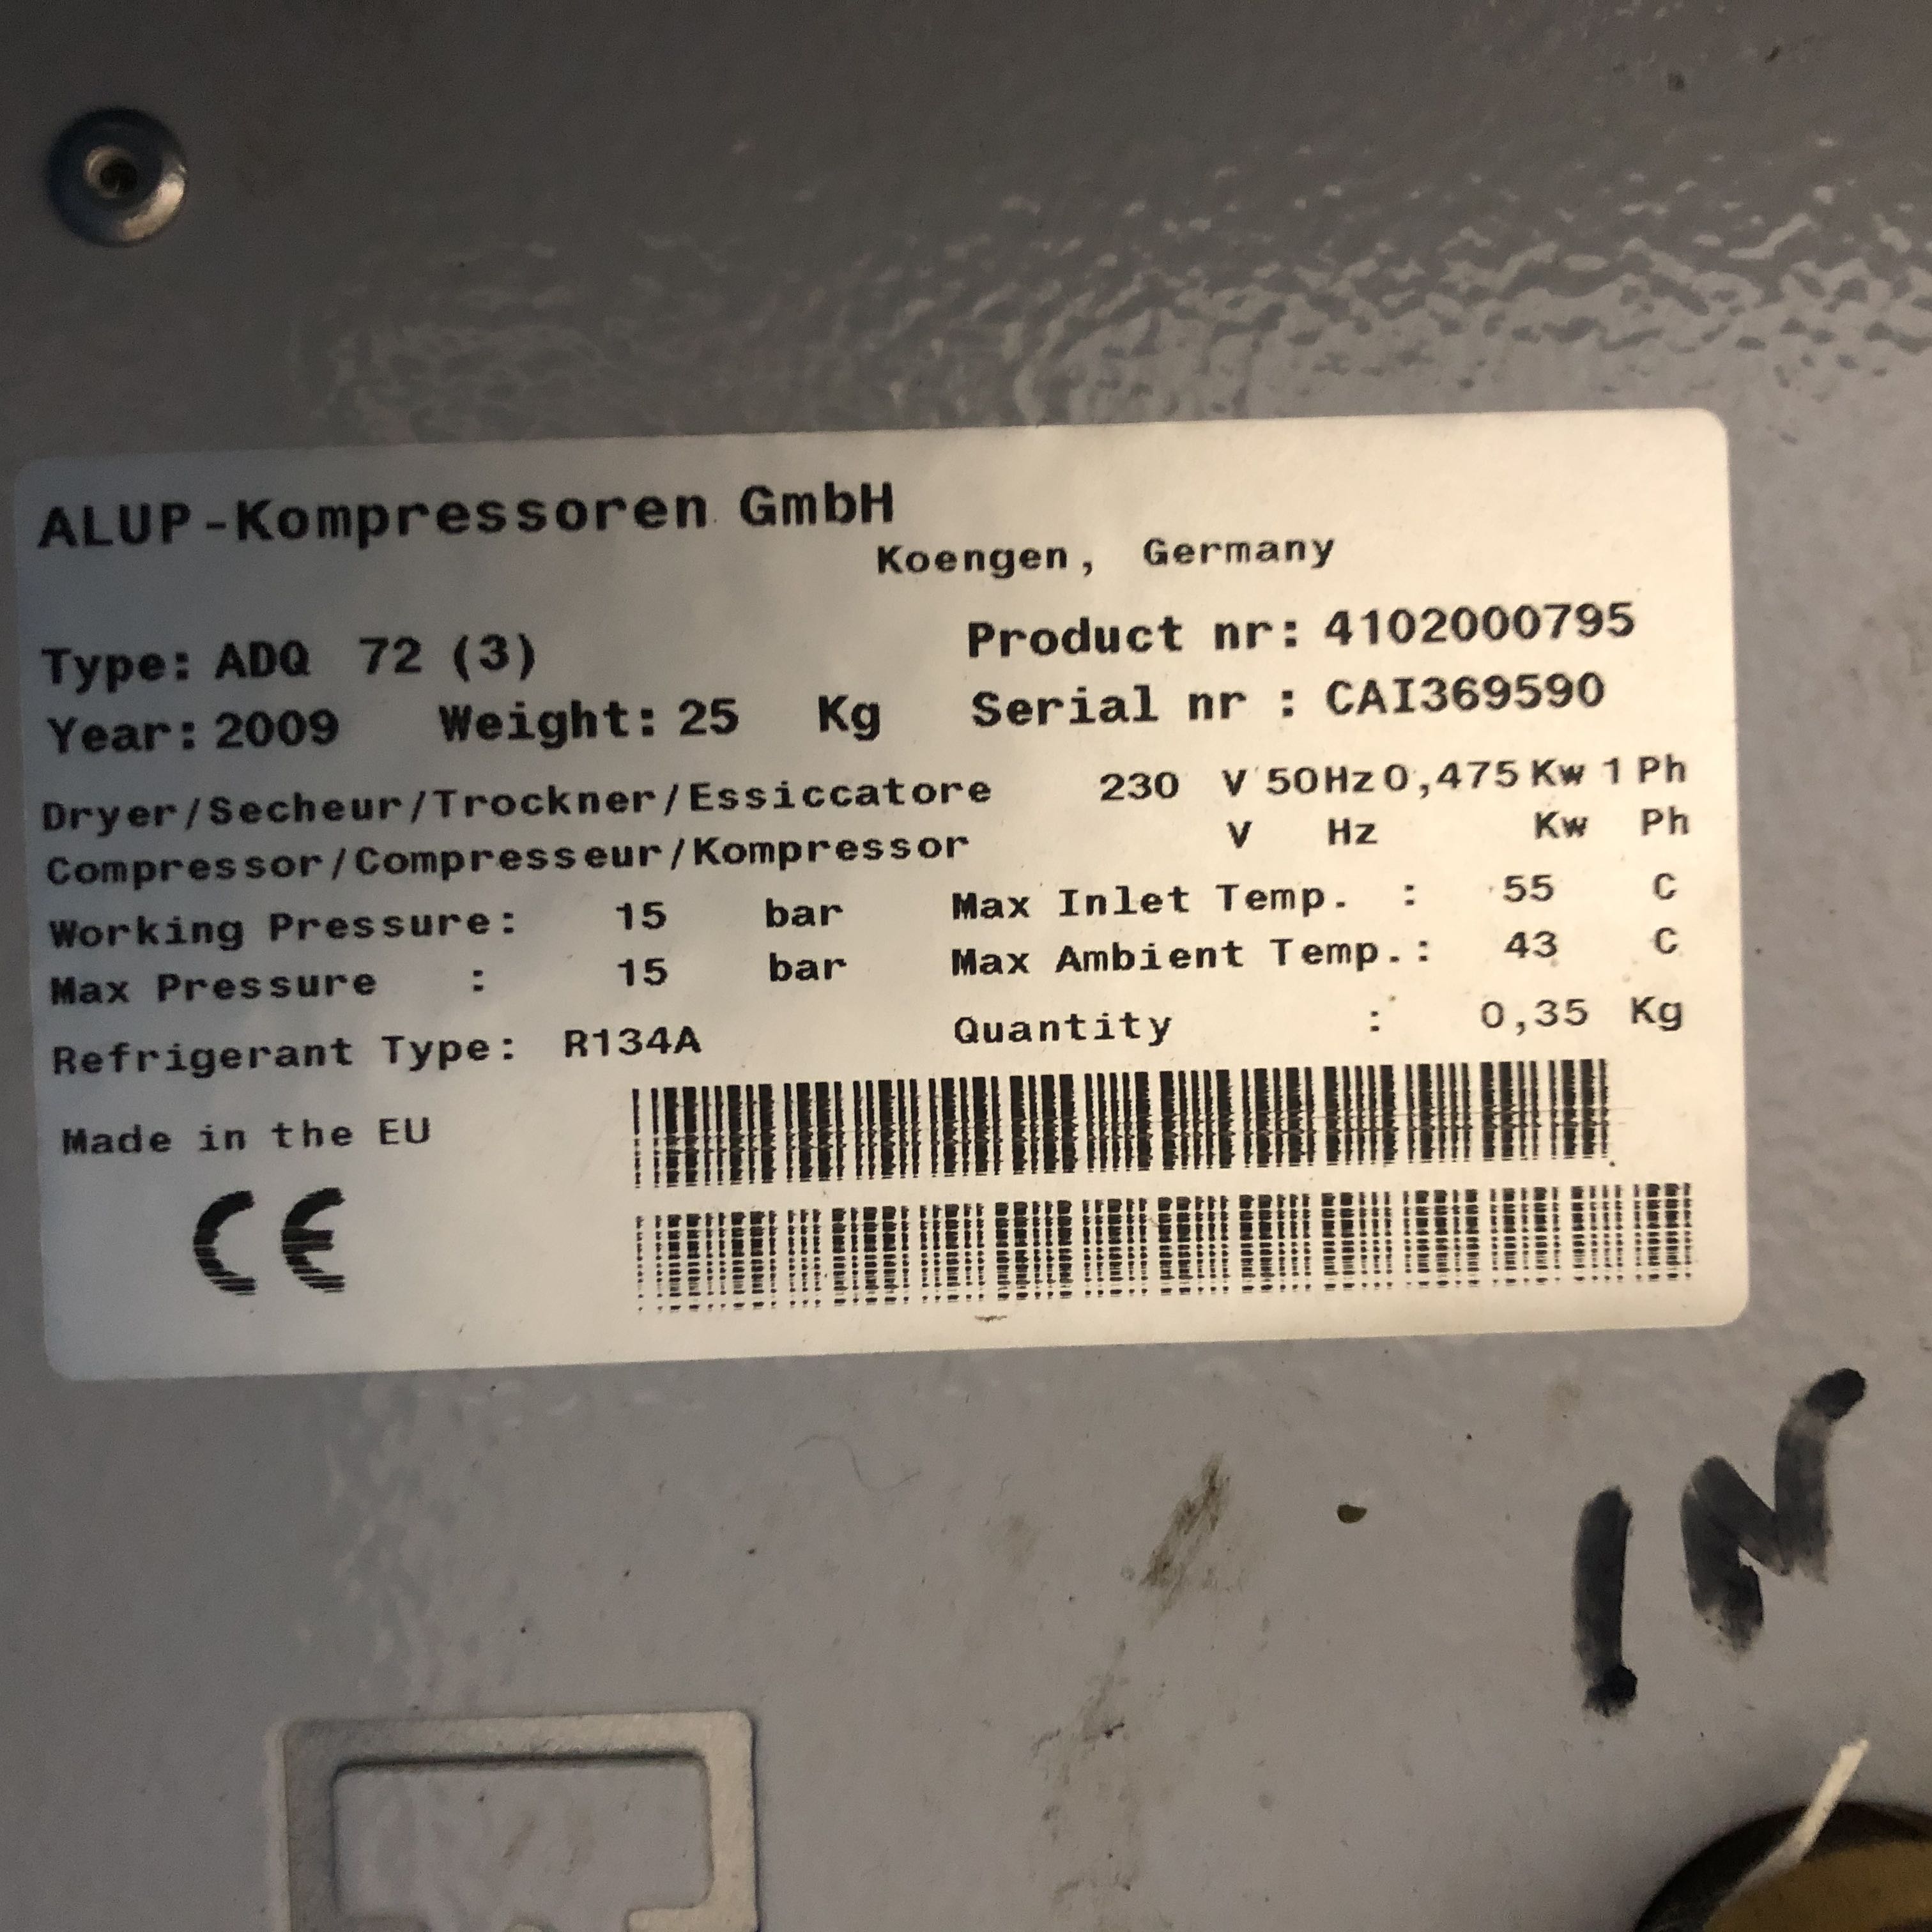 ALUP-Kompressoren GmbH
Koengen, Germany
Type: ADQ 72 (3) Product nr: 4102000795
Year: 2009 Weight: 25 Kg Serial nr : CAI369590
Dryer/Secheur/Trockner/Essiccatore 230 V 50Hz 0,475 Kw 1 Ph
Compressor/Compresseur/Kompressor V Hz Kw Ph
Working Pressure: 15 bar Max Inlet Temp. : 55 C
Max Pressure : 15 bar Max Ambient Temp.: 43 C
Refrigerant Type: R134A Quantity : 0,35 Kg
Made in the EU
CE
IN